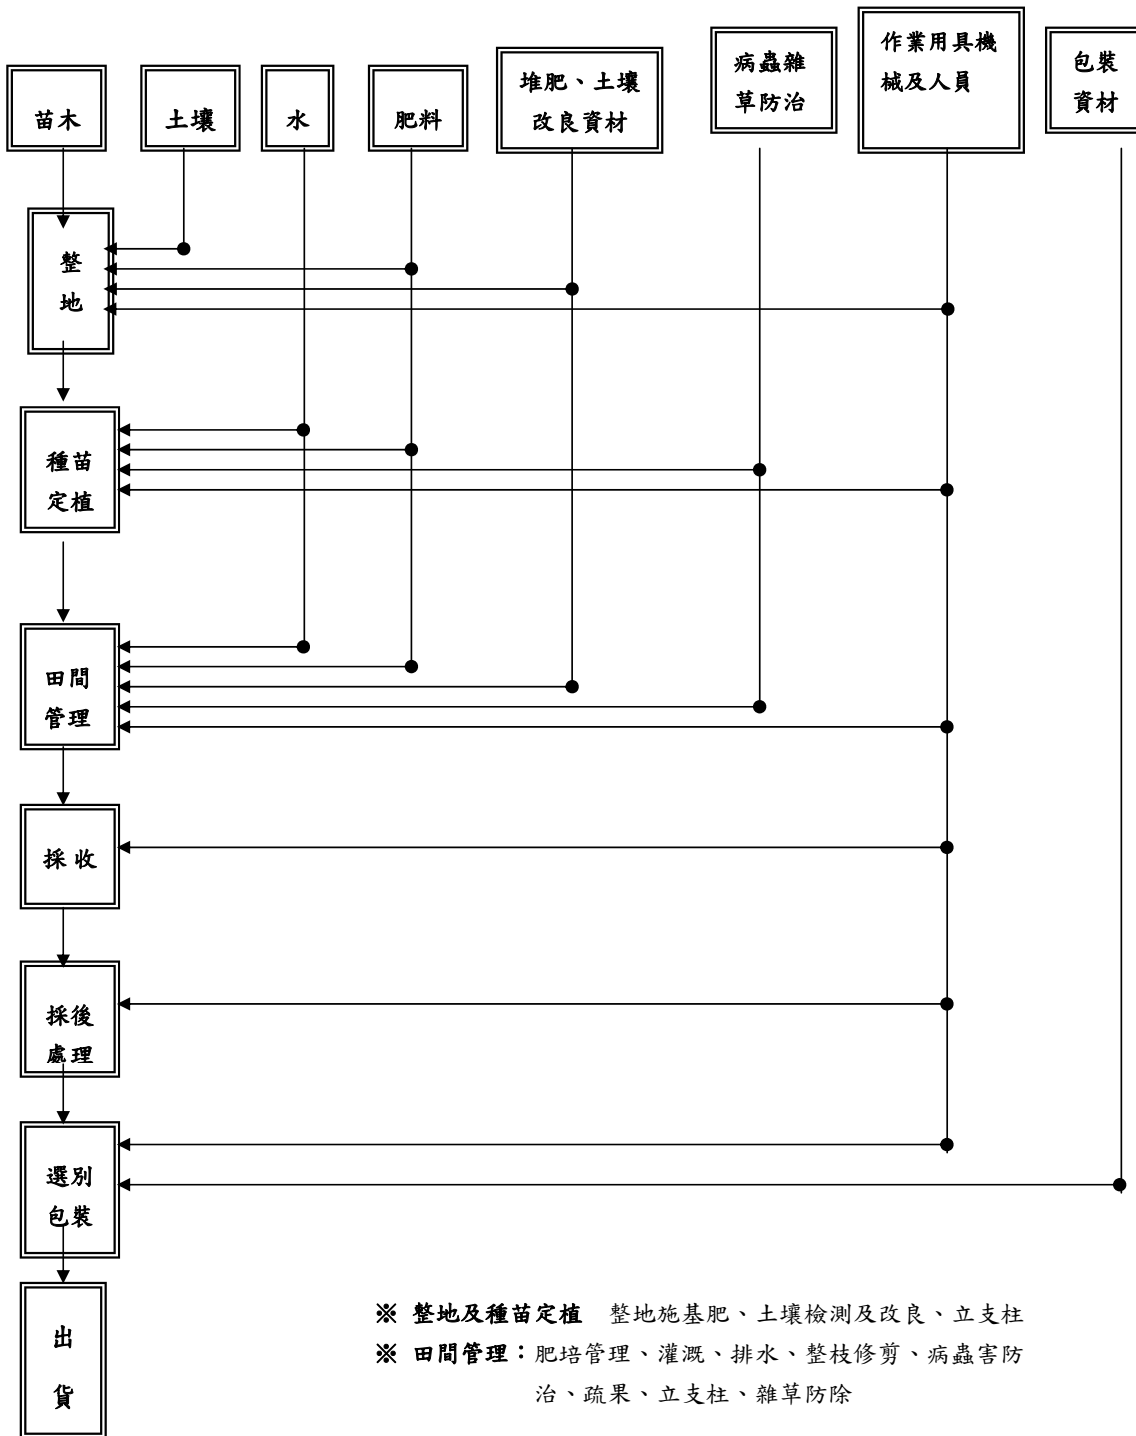 苗木
土壤
水
肥料
堆肥、土壤
改良資材
病蟲雜
草防治
作業用具機
械及人員
包裝
資材
整
地
種苗
定植
田間
管理
採收
採後
處理
選別
包裝
出
貨
※ 整地及種苗定植 整地施基肥、土壤檢測及改良、立支柱
※ 田間管理：肥培管理、灌溉、排水、整枝修剪、病蟲害防
治、疏果、立支柱、雜草防除